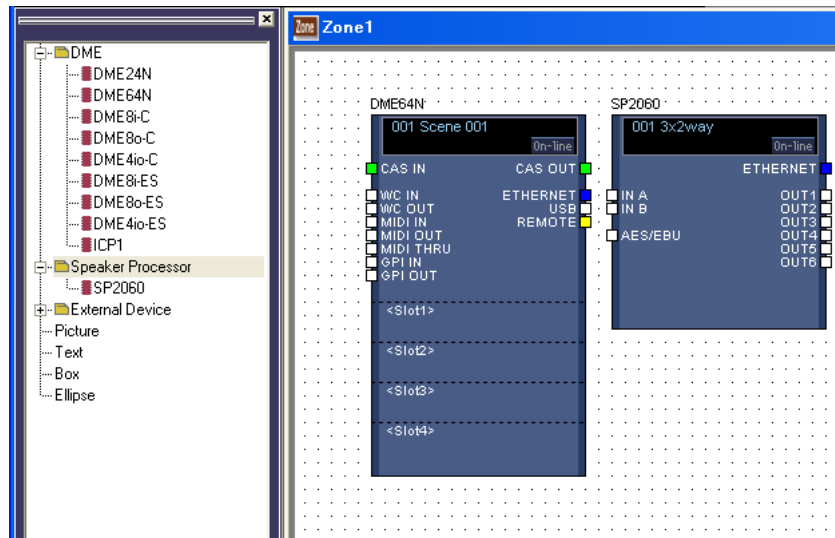 DME
DME24N
DME64N
DME8i-C
DME8o-C
DME4io-C
DME8i-ES
DME8o-ES
DME4io-ES
ICP1
Speaker Processor
SP2060
External Device
Picture
Text
Box
Ellipse
Zone Zone1
DME64N
001 Scene 001
On-line
CAS IN CAS OUT
WC IN ETHERNET
WC OUT USB
MIDI IN REMOTE
MIDI OUT
MIDI THRU
GPI IN
GPI OUT
<Slot1>
<Slot2>
<Slot3>
<Slot4>
SP2060
001 3x2way
On-line
ETHERNET
IN A OUT1
IN B OUT2
OUT3
AES/EBU OUT4
OUT5
OUT6